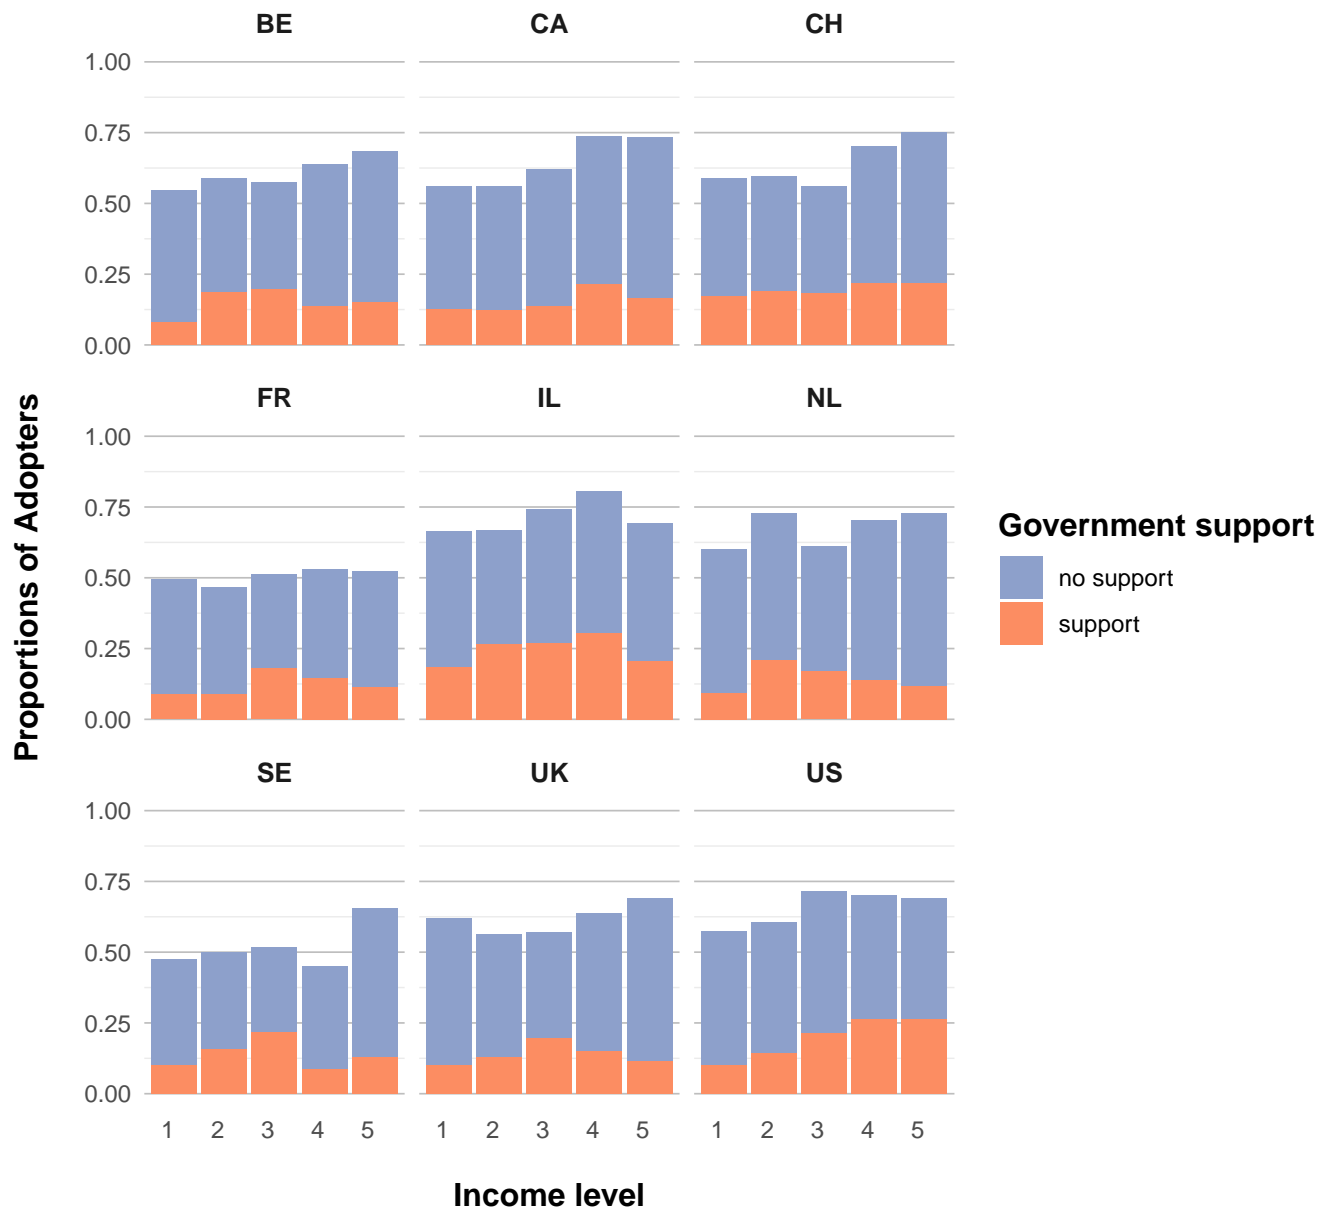 BE CA CH
1.00
0.75
0.50
0.25
0.00
FR IL NL
1.00
0.75
0.50
0.25
0.00
SE UK US
1.00
0.75
0.50
0.25
0.00
1 2 3 4 5 1 2 3 4 5 1 2 3 4 5
Income level
Proportions of Adopters
Government support
no support
support